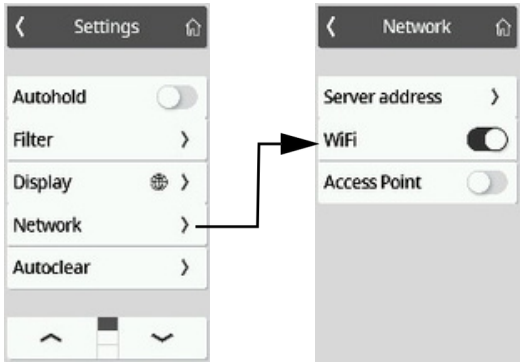 Settings
Autohold
Filter
Display
Network
Autoclear
Network
Server address
WiFi
Access Point